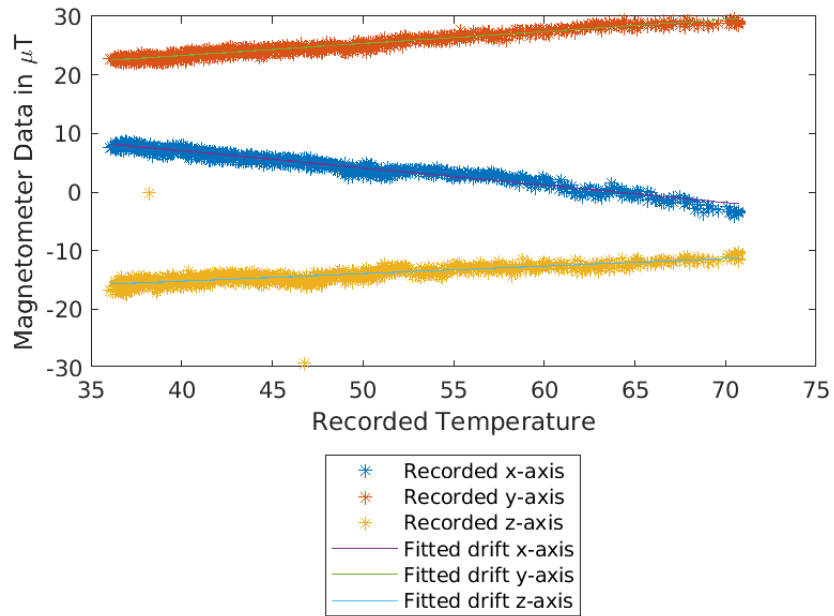 30
20
10
0
-10
-20
-30
Magnetometer Data in μT
35 40 45 50 55 60 65 70 75
Recorded Temperature
Recorded x-axis
Recorded y-axis
Recorded z-axis
Fitted drift x-axis
Fitted drift y-axis
Fitted drift z-axis